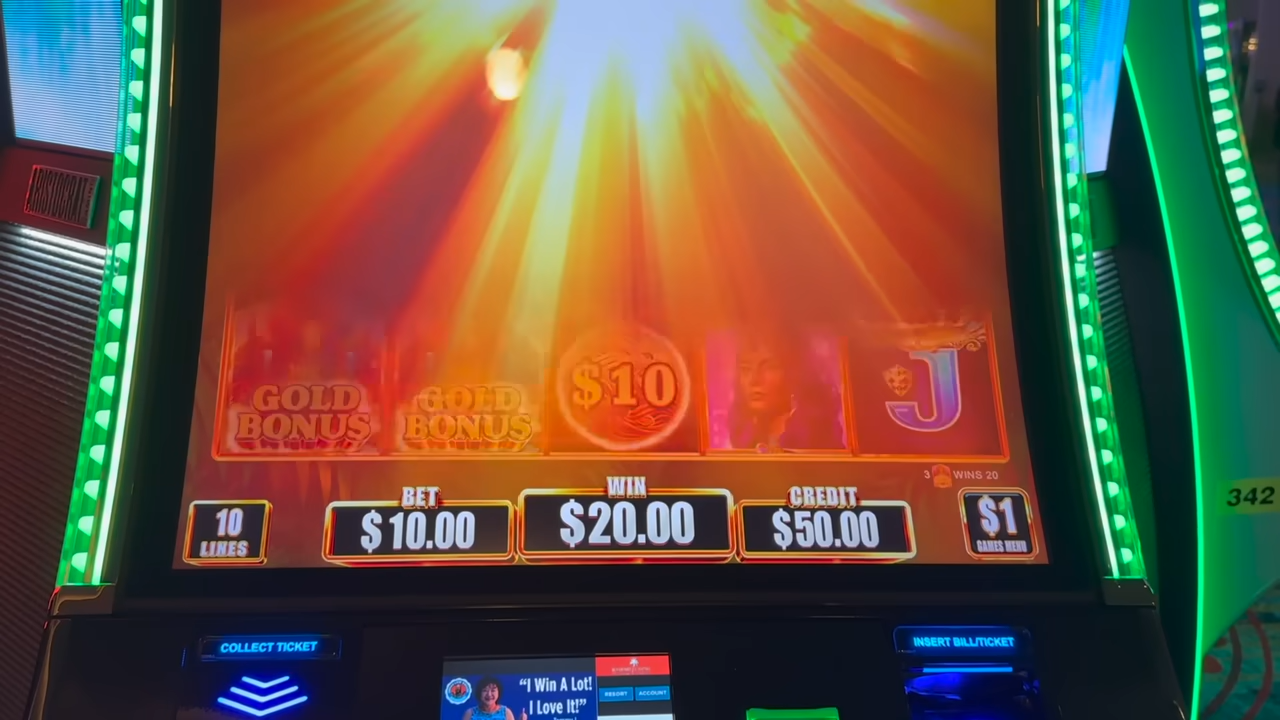 ARISTOCRAT
GOLD
BONUS
GOLD
BONUS
$10
J
3 WINS 20
10
LINES
BET
$10.00
WIN
$20.00
CREDIT
$50.00
$1
GAMES MENU
342
COLLECT TICKET
INSERT BILL/TICKET
"I Win A Lot!
I Love It!"
RESORT
ACCOUNT